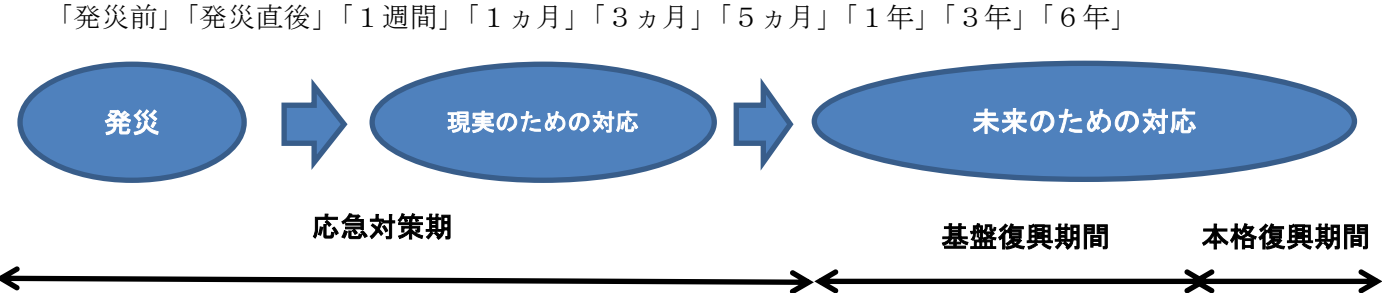 「発災前」「発災直後」「１週間」「１ヵ月」「３ヵ月」「５ヵ月」「１年」「３年」「６年」
発災
現実のための対応
未来のための対応
応急対策期
基盤復興期間
本格復興期間